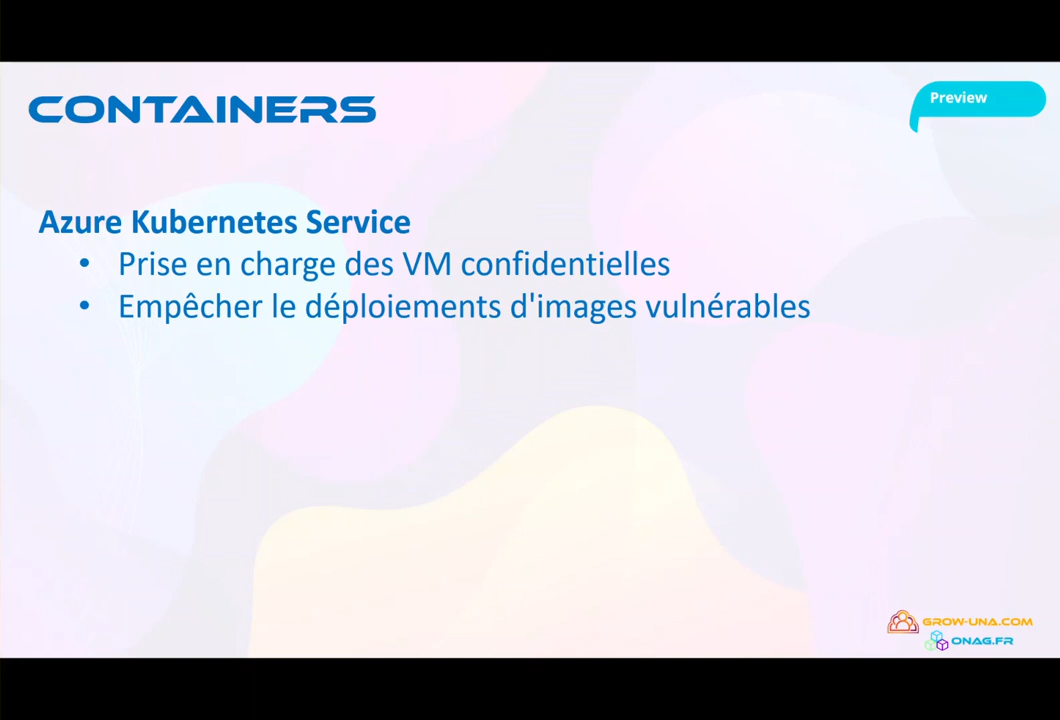 CONTAINERS
Preview
Azure Kubernetes Service
• Prise en charge des VM confidentielles
• Empêcher le déploiements d'images vulnérables
GROW-UNA.COM
ONAG.FR